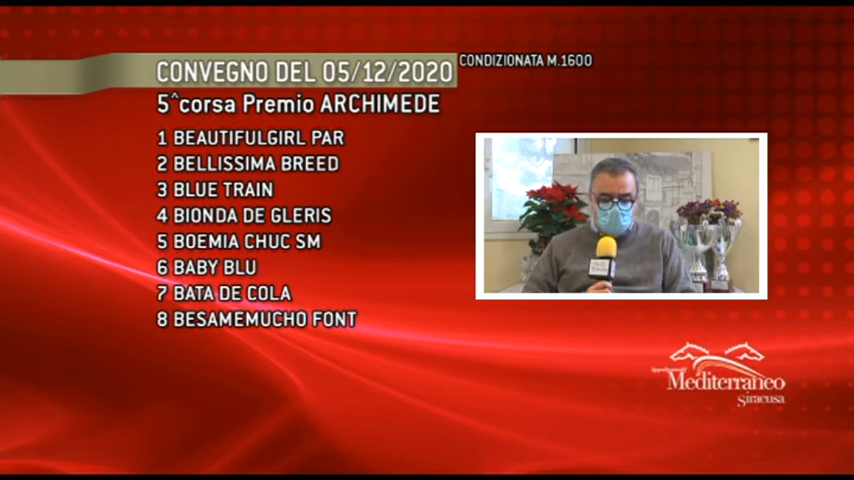 CONVEGNO DEL 05/12/2020
CONDIZIONATA M.1600
5^corsa Premio ARCHIMEDE
1 BEAUTIFULGIRL PAR
2 BELLISSIMA BREED
3 BLUE TRAIN
4 BIONDA DE GLERIS
5 BOEMIA CHUC SM
6 BABY BLU
7 BATA DE COLA
8 BESAMEMUCHO FONT
Mediterraneo
Siracusa